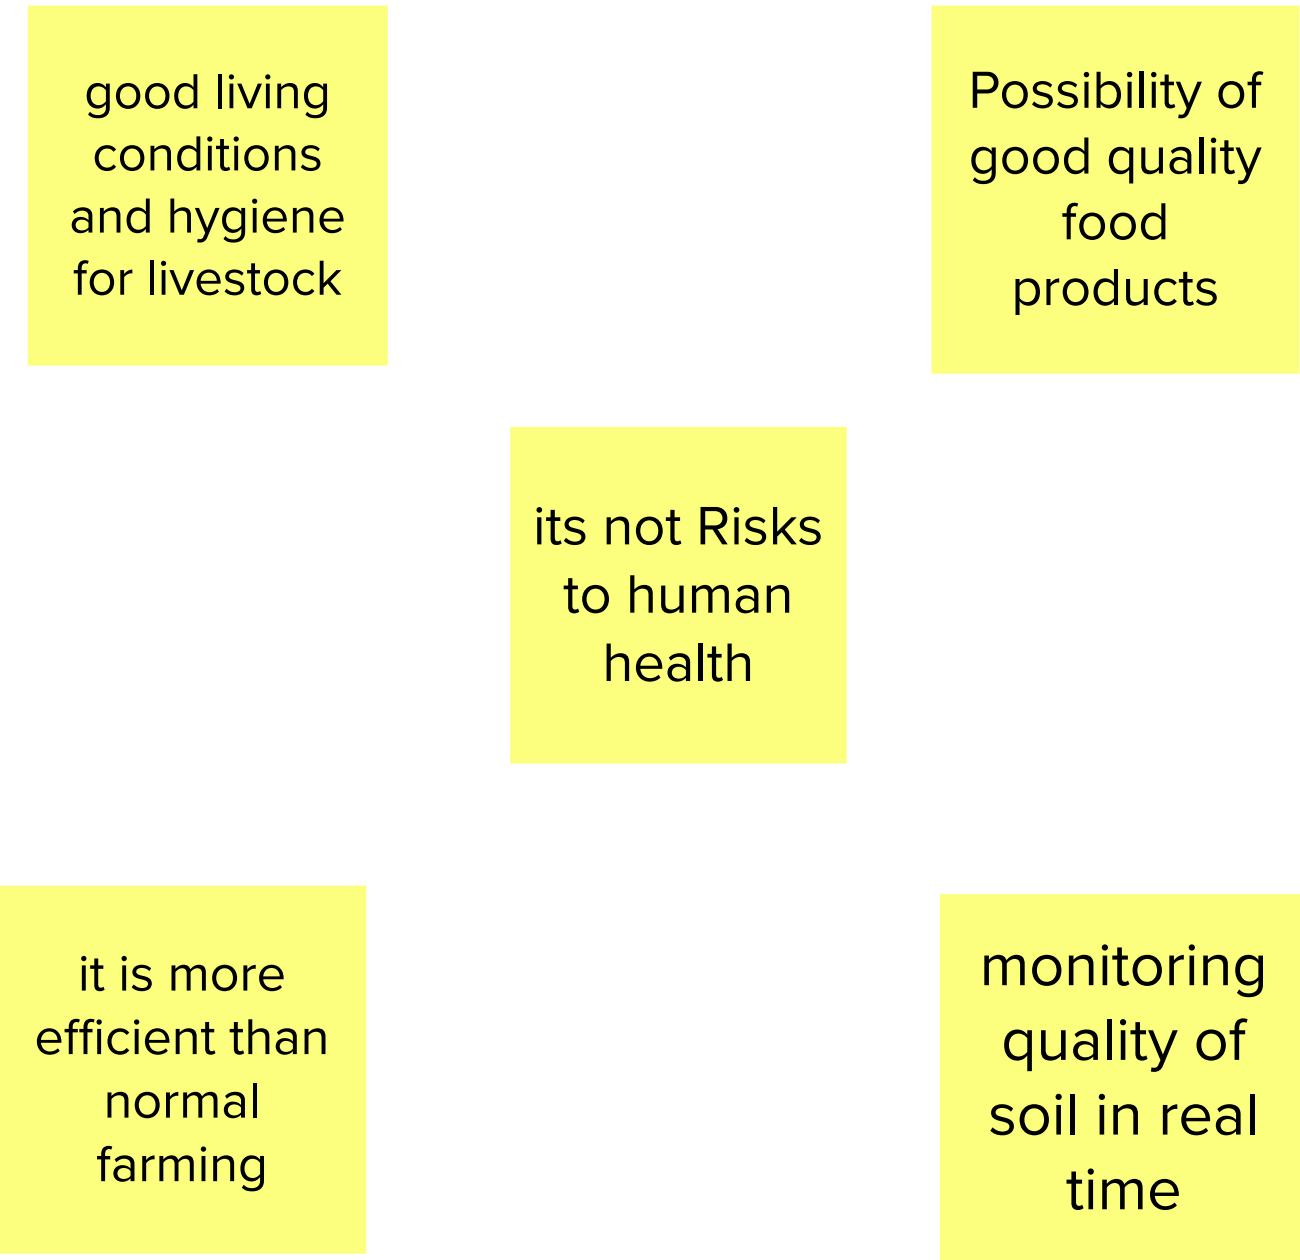 good living
conditions
and hygiene
for livestock
Possibility of
good quality
food
products
its not Risks
to human
health
it is more
efficient than
normal
farming
monitoring
quality of
soil in real
time